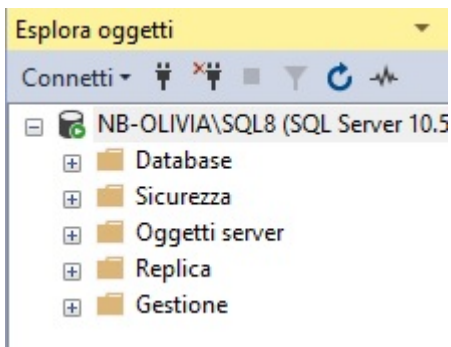 Esplora oggetti
Connetti
NB-OLIVIA\SQL8 (SQL Server 10.5
Database
Sicurezza
Oggetti server
Replica
Gestione